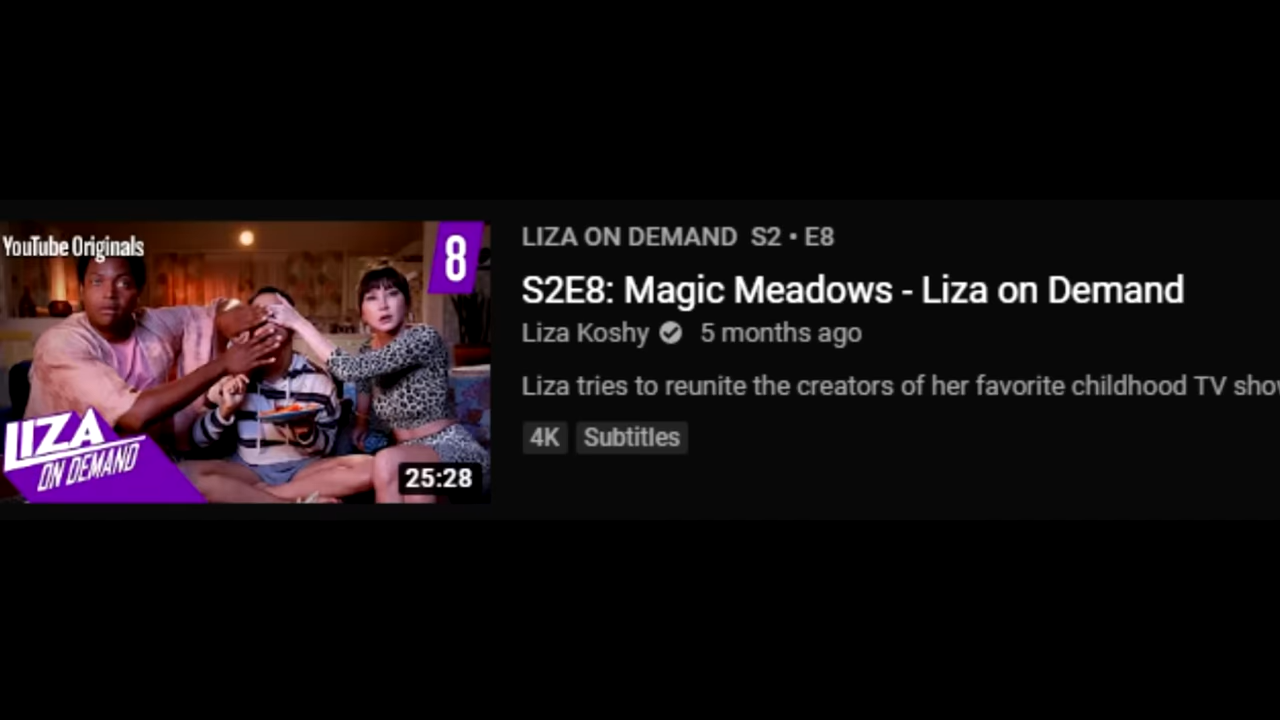 YouTube Originals
8
LIZA
ON DEMAND
25:28
LIZA ON DEMAND S2 • E8
S2E8: Magic Meadows - Liza on Demand
Liza Koshy 5 months ago
Liza tries to reunite the creators of her favorite childhood TV
4K Subtitles